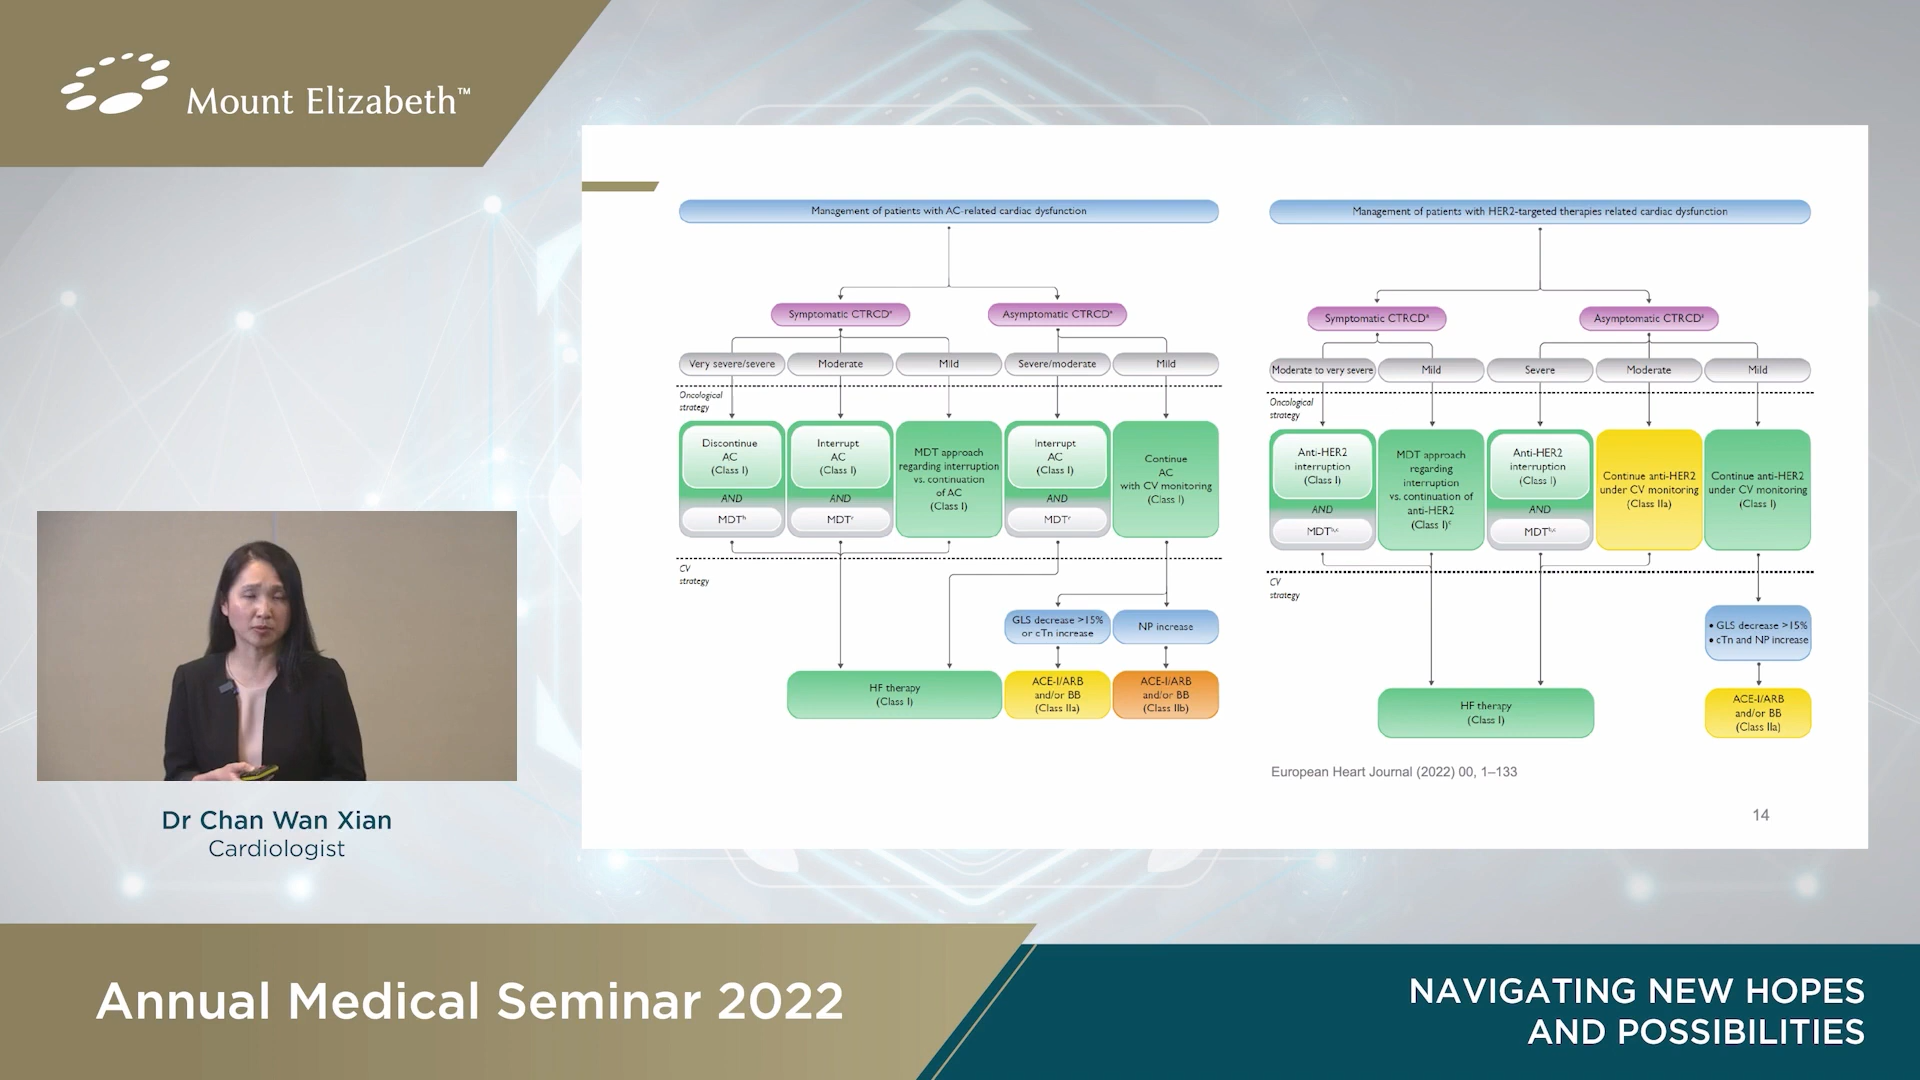 Mount Elizabeth™
Management of patients with AC-related cardiac dysfunction
Symptomatic CTRCDᵃ
Asymptomatic CTRCDᵃ
Very severe/severe
Moderate
Mild
Severe/moderate
Mild
Oncological
strategy
Discontinue
AC
(Class I)
AND
MDTᵇ
Interrupt
AC
(Class I)
AND
MDTᶜ
MDT approach
regarding interruption
vs. continuation
of AC
(Class I)
Interrupt
AC
(Class I)
AND
MDTᶜ
Continue
AC
with CV monitoring
(Class I)
CV
strategy
GLS decrease >15%
or cTn increase
NP increase
HF therapy
(Class I)
ACE-I/ARB
and/or BB
(Class IIa)
ACE-I/ARB
and/or BB
(Class IIb)
Management of patients with HER2-targeted therapies related cardiac dysfunction
Symptomatic CTRCDᵃ
Asymptomatic CTRCDᵃ
Moderate to very severe
Mild
Severe
Moderate
Mild
Oncological
strategy
Anti-HER2
interruption
(Class I)
AND
MDTᵇ,ᶜ
MDT approach
regarding
interruption
vs. continuation of
anti-HER2
(Class I)ᶜ
Anti-HER2
interruption
(Class I)
AND
MDTᵇ,ᶜ
Continue anti-HER2
under CV monitoring
(Class IIa)
Continue anti-HER2
under CV monitoring
(Class I)
CV
strategy
• GLS decrease >15%
• cTn and NP increase
HF therapy
(Class I)
ACE-I/ARB
and/or BB
(Class IIa)
European Heart Journal (2022) 00, 1–133
14
Dr Chan Wan Xian
Cardiologist
Annual Medical Seminar 2022
NAVIGATING NEW HOPES
AND POSSIBILITIES